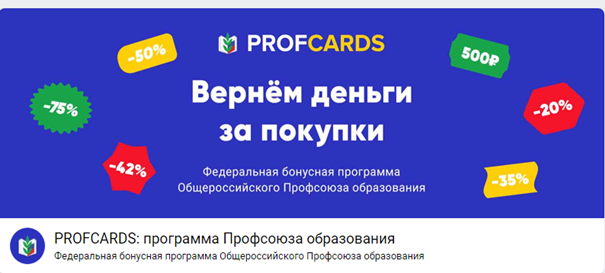 PROFCARDS
-50%
500₽
Вернём деньги
-75%
-20%
за покупки
-42%
Федеральная бонусная программа
Общероссийского Профсоюза образования
-35%
PROFCARDS: программа Профсоюза образования
Федеральная бонусная программа Общероссийского Профсоюза образования